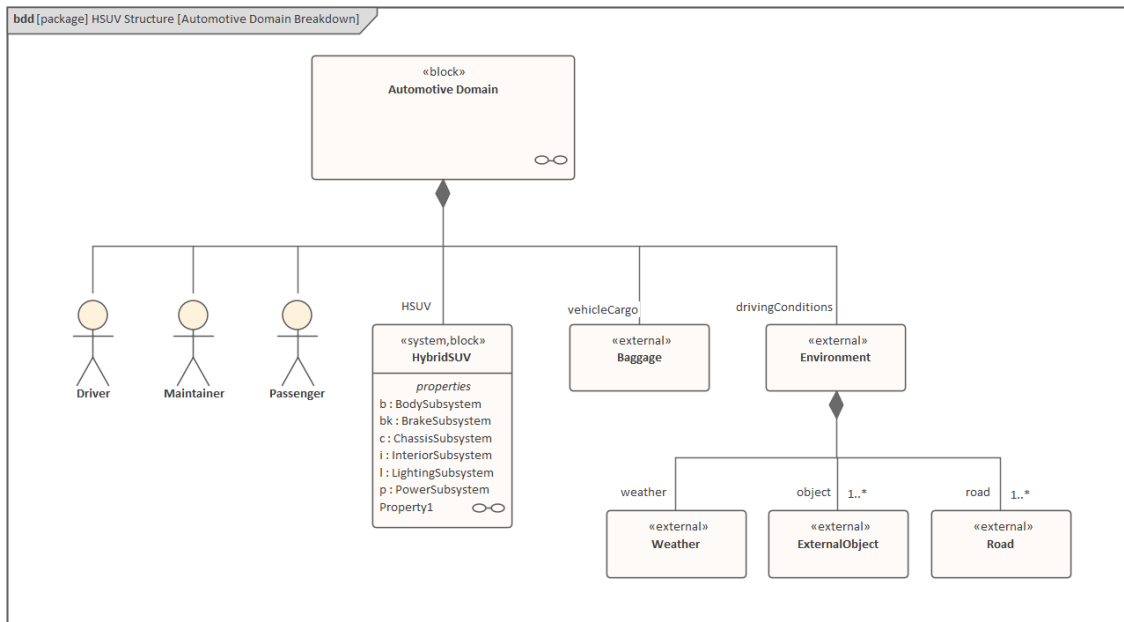 bdd [package] HSUV Structure [Automotive Domain Breakdown]
«block»
Automotive Domain
HSUV
vehicleCargo
drivingConditions
Driver
Maintainer
Passenger
«system,block»
HybridSUV
properties
b : BodySubsystem
bk : BrakeSubsystem
c : ChassisSubsystem
i : InteriorSubsystem
l : LightingSubsystem
p : PowerSubsystem
Property1
«external»
Baggage
«external»
Environment
weather
object
1..*
road
1..*
«external»
Weather
«external»
ExternalObject
«external»
Road